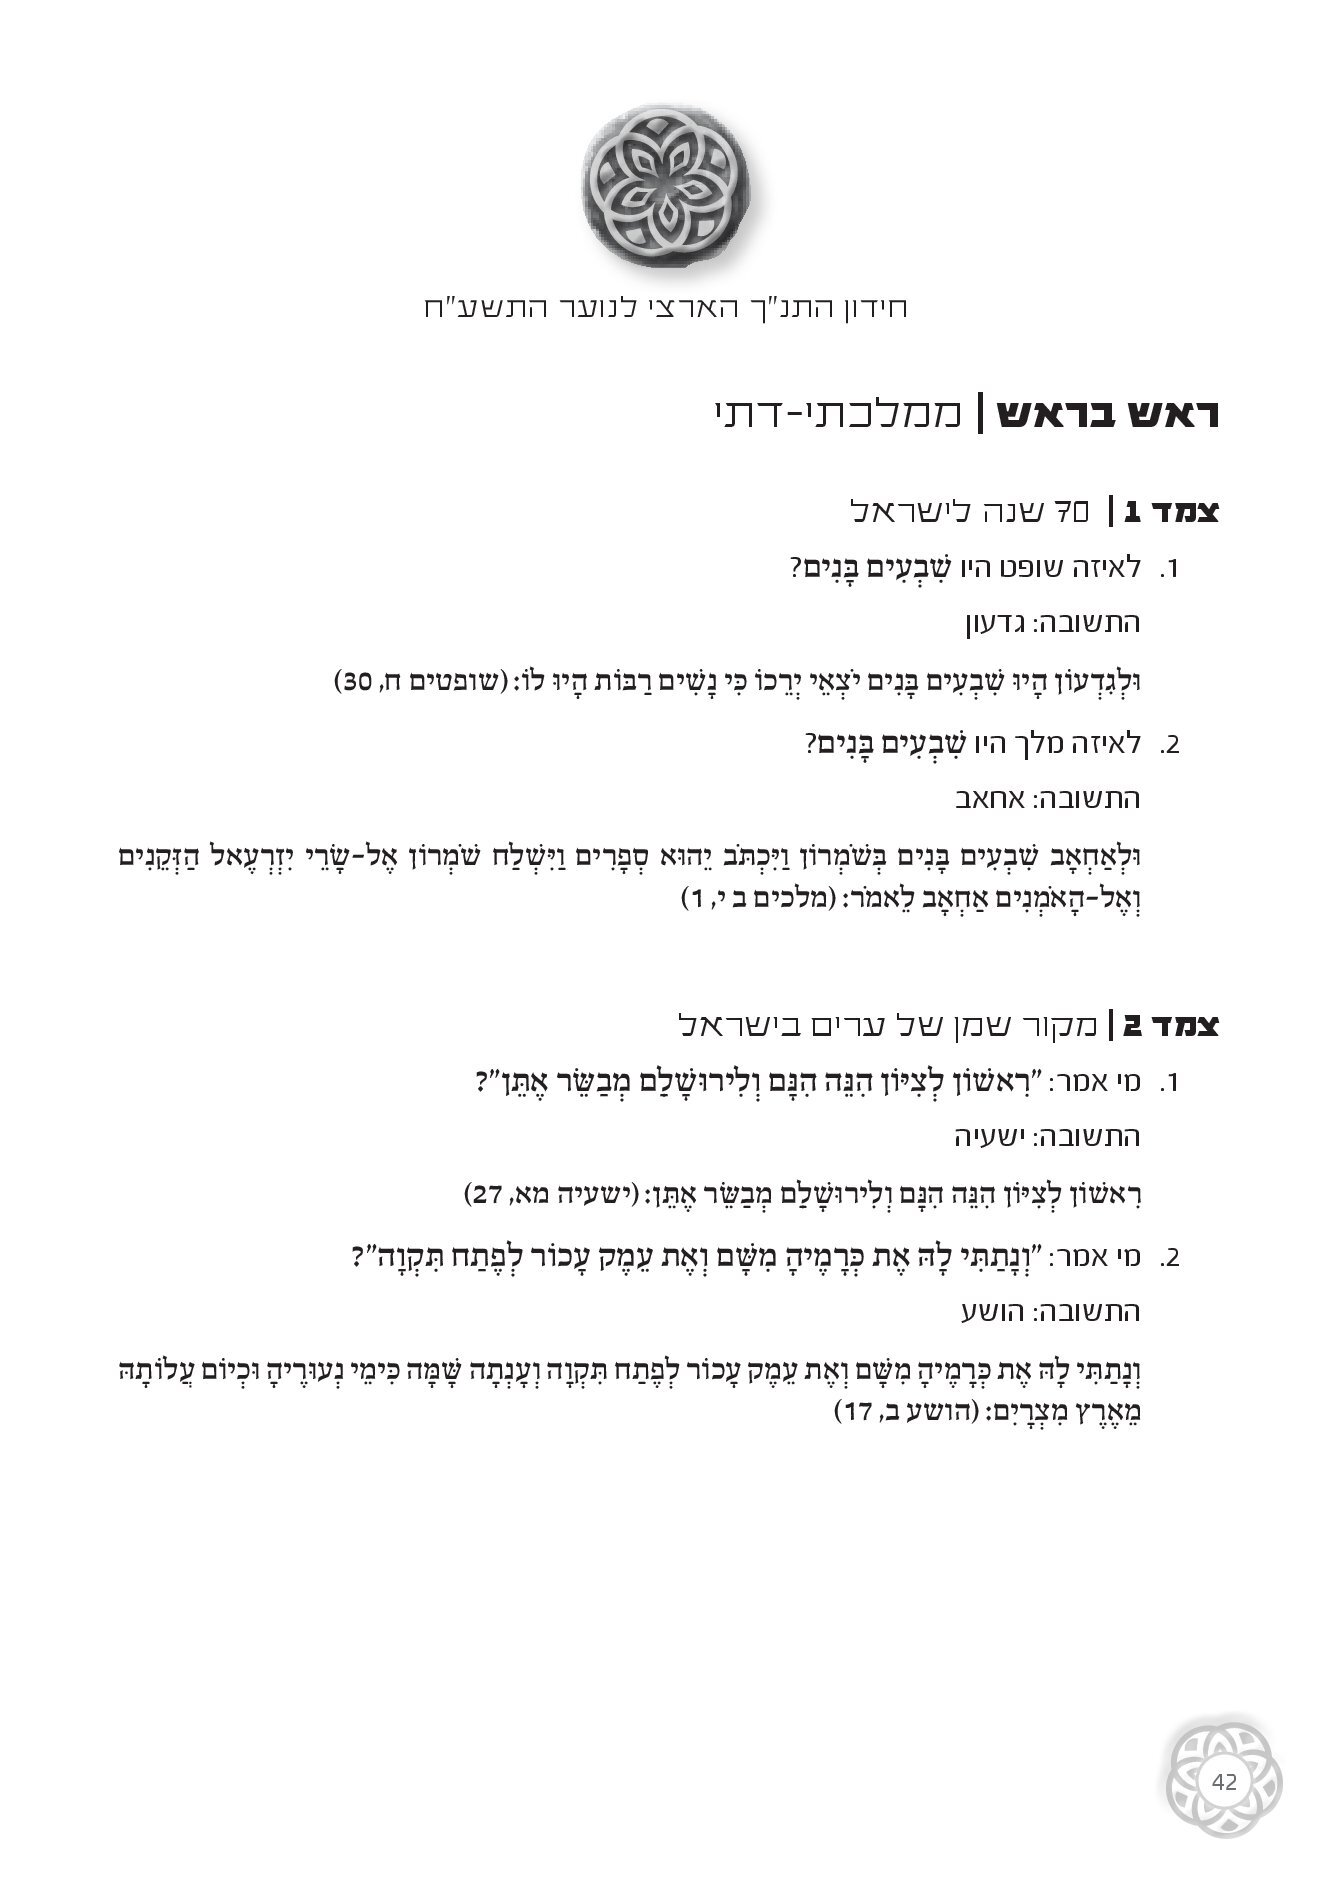 חידון התנ"ך הארצי לנוער התשע"ח
ראש בראש | ממלכתי-דתי
צמד 1 | 70 שנה לישראל
1. לאיזה שופט היו שִׁבְעִים בָּנִים?
התשובה: גדעון
וּלְגִדְעוֹן הָיוּ שִׁבְעִים בָּנִים יֹצְאֵי יְרֵכוֹ כִּי נָשִׁים רַבּוֹת הָיוּ לוֹ: (שופטים ח, 30)
2. לאיזה מלך היו שִׁבְעִים בָּנִים?
התשובה: אחאב
וּלְאַחְאָב שִׁבְעִים בָּנִים בְּשֹׁמְרוֹן וַיִּכְתֹּב יֵהוּא סְפָרִים וַיִּשְׁלַח שֹׁמְרוֹן אֶל-שָׂרֵי יִזְרְעֶאל הַזְּקֵנִים
וְאֶל-הָאֹמְנִים אַחְאָב לֵאמֹר: (מלכים ב י, 1)
צמד 2 | מקור שמן של ערים בישראל
1. מי אמר: "רִאשׁוֹן לְצִיּוֹן הִנֵּה הִנָּם וְלִירוּשָׁלִַם מְבַשֵּׂר אֶתֵּן"?
התשובה: ישעיה
רִאשׁוֹן לְצִיּוֹן הִנֵּה הִנָּם וְלִירוּשָׁלִַם מְבַשֵּׂר אֶתֵּן: (ישעיה מא, 27)
2. מי אמר: "וְנָתַתִּי לָהּ אֶת כְּרָמֶיהָ מִשָּׁם וְאֶת עֵמֶק עָכוֹר לְפֶתַח תִּקְוָה"?
התשובה: הושע
וְנָתַתִּי לָהּ אֶת כְּרָמֶיהָ מִשָּׁם וְאֶת עֵמֶק עָכוֹר לְפֶתַח תִּקְוָה וְעָנְתָה שָּׁמָּה כִּימֵי נְעוּרֶיהָ וּכְיוֹם עֲלוֹתָהּ
מֵאֶרֶץ מִצְרָיִם: (הושע ב, 17)
42